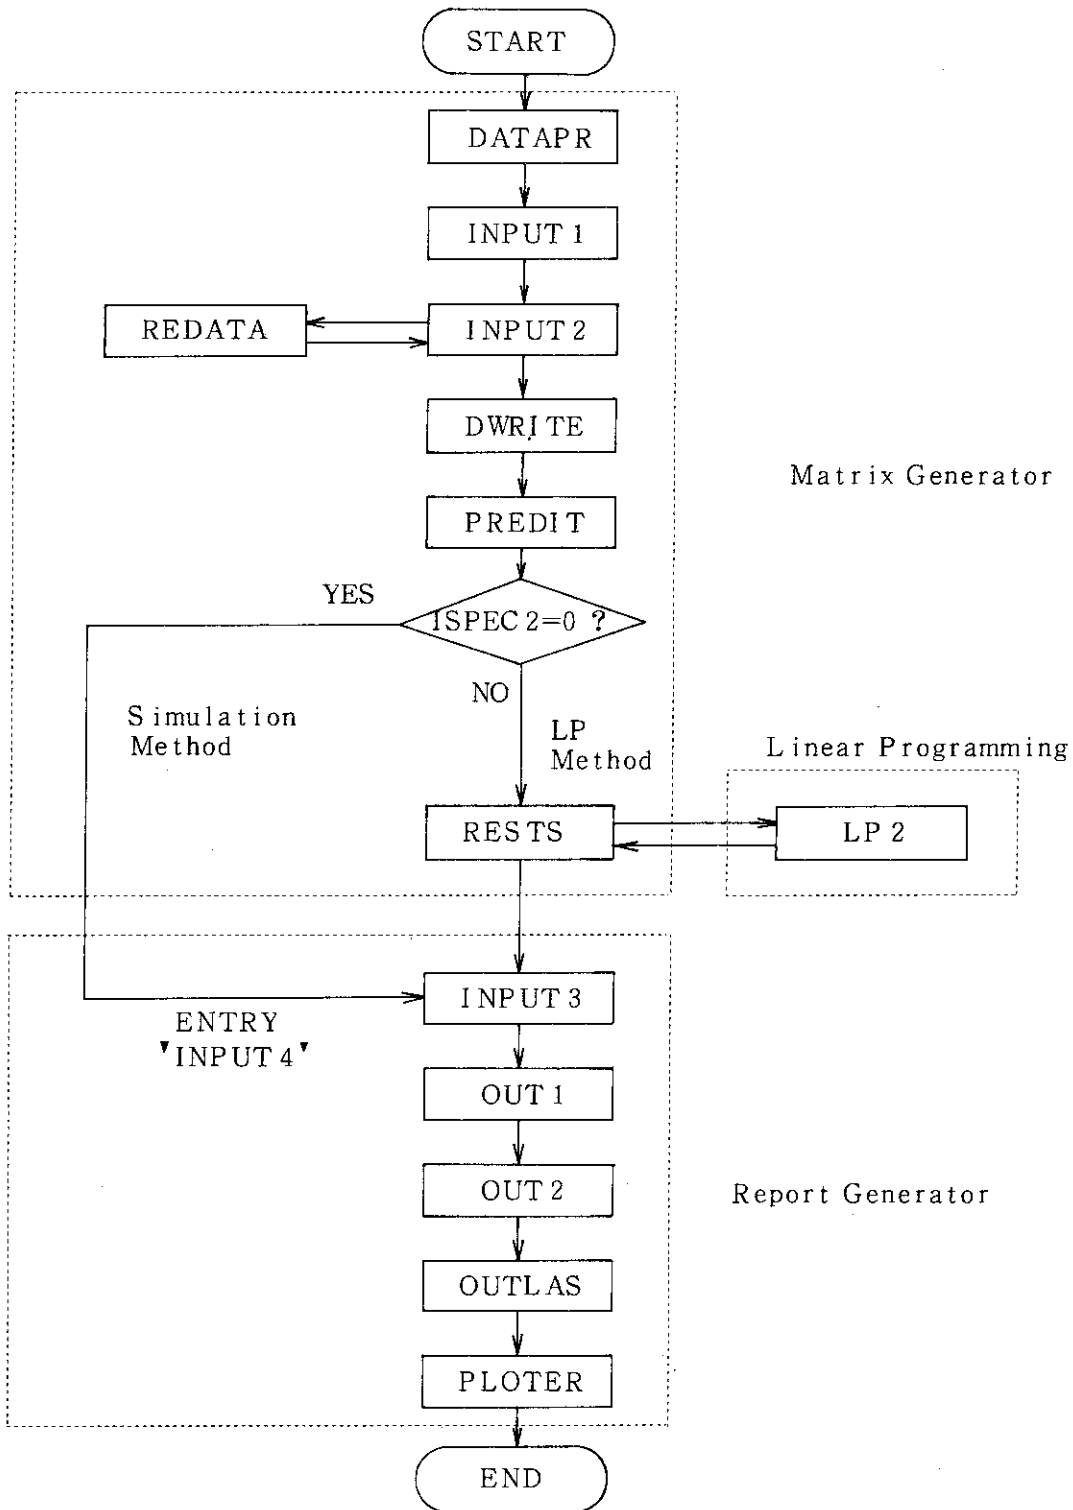 START
DATAPR
INPUT 1
REDATA
INPUT 2
DWRITE
Matrix Generator
PREDIT
YES
ISPEC 2=0 ?
NO
Simulation
Method
LP
Method
Linear Programming
RESTS
LP 2
INPUT 3
ENTRY
"INPUT 4"
OUT 1
OUT 2
Report Generator
OUTLAS
PLOTER
END